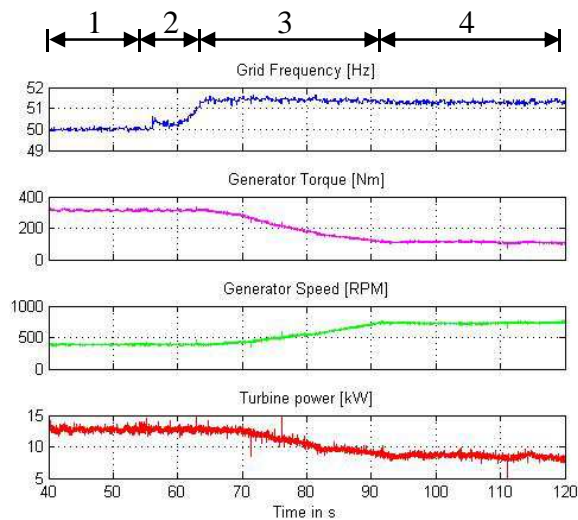 1 2 3 4
Grid Frequency [Hz]
52
51
50
49
Generator Torque [Nm]
400
200
0
Generator Speed [RPM]
1000
500
0
Turbine power [kW]
15
10
5
40 50 60 70 80 90 100 110 120
Time in s